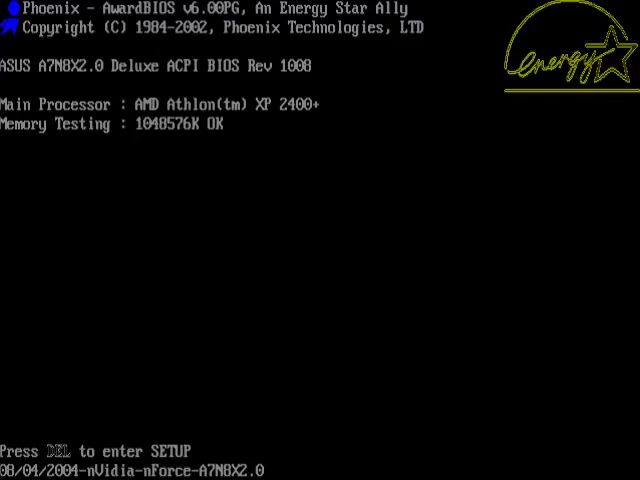 Phoenix - AwardBIOS v6.00PG, An Energy Star Ally
Copyright (C) 1984-2002, Phoenix Technologies, LTD
energy
ASUS A7N8X2.0 Deluxe ACPI BIOS Rev 1008
Main Processor : AMD Athlon(tm) XP 2400+
Memory Testing : 1048576K OK
Press DEL to enter SETUP
08/04/2004-nVidia-nForce-A7N8X2.0